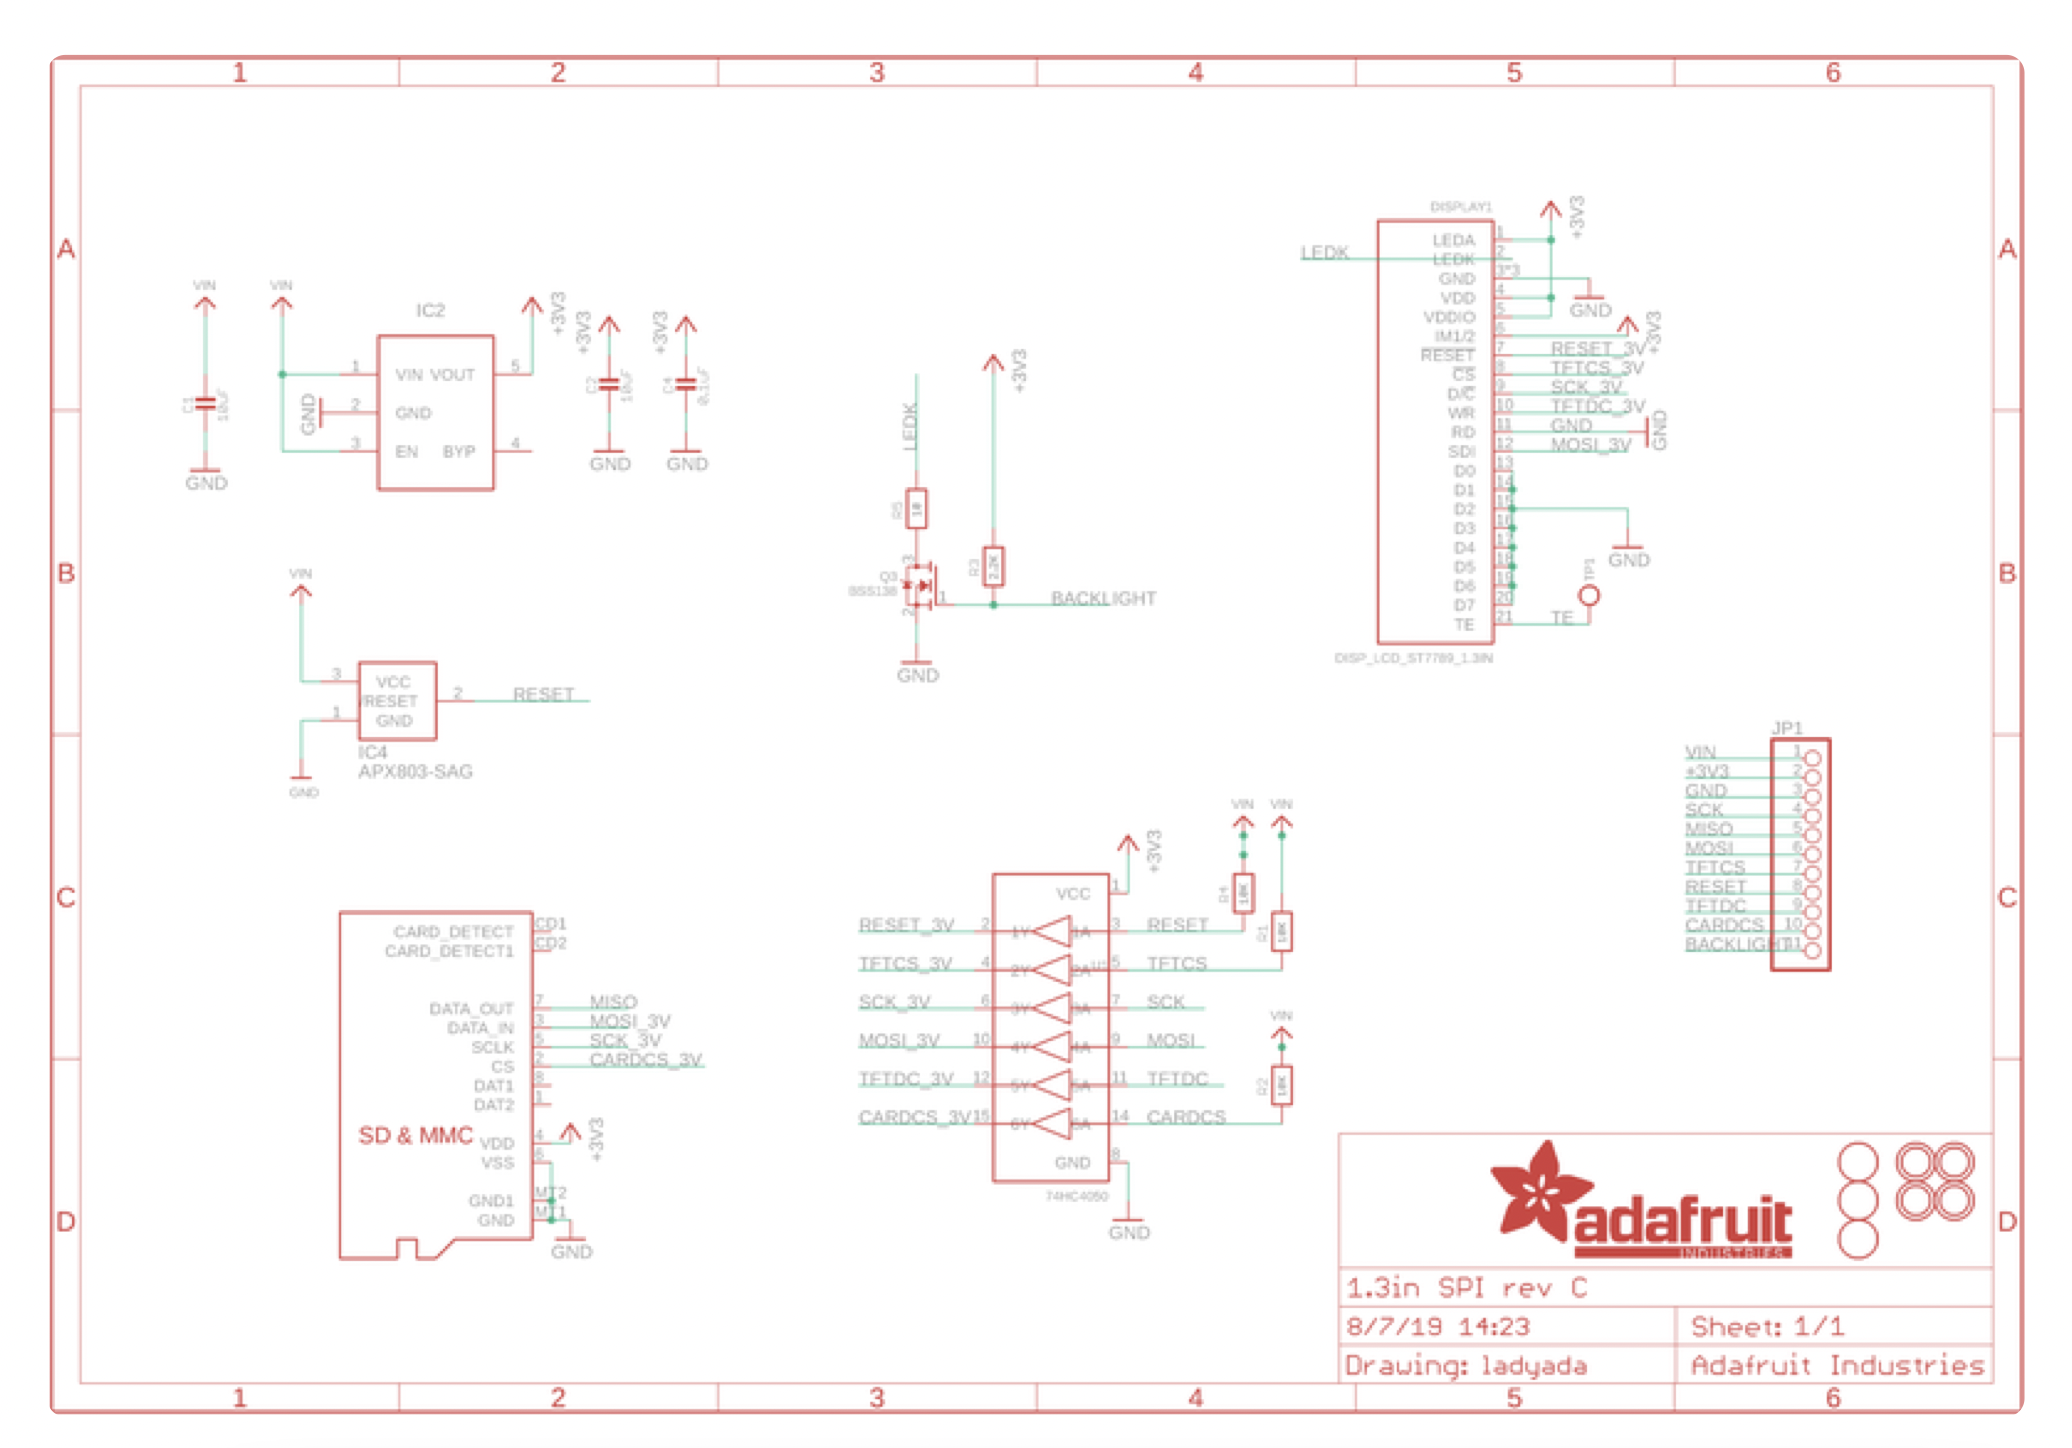 1 2 3 4 5 6
A
B
C
D
A
B
C
D
VIN
C1
10uF
GND
VIN
IC2
1 VIN VOUT 5
GND 2 GND
3 EN BYP 4
+3V3
+3V3
C2
10uF
GND
+3V3
C4
0.1uF
GND
VIN
3 VCC
/RESET 2 RESET
1 GND
IC4
APX803-SAG
GND
LEDK
R5
10
3
Q3
BSS138
1
2
GND
+3V3
R3
2.2K
BACKLIGHT
DISPLAY1
+3V3
LEDA 1
LEDK LEDK 2
GND 3*3
GND
VDD 4
VDDIO 5
IM1/2 6
+3V3
RESET 7 RESET_3V
CS 8 TFTCS_3V
D/C 9 SCK_3V
WR 10 TFTDC_3V
RD 11 GND GND
SDI 12 MOSI_3V
D0 13
D1 14
D2 15
D3 16
D4 17
D5 18
D6 19
D7 20
GND
TE 21 TE
TP1
DISP_LCD_ST7789_1.3IN
JP1
VIN 1
+3V3 2
GND 3
SCK 4
MISO 5
MOSI 6
TFTCS 7
RESET 8
TFTDC 9
CARDCS 10
BACKLIGHT 11
CARD_DETECT CD1
CARD_DETECT1 CD2
DATA_OUT 7 MISO
DATA_IN 3 MOSI_3V
SCLK 5 SCK_3V
CS 2 CARDCS_3V
DAT1 8
DAT2 1
SD & MMC
VDD 4 +3V3
VSS 6
GND1 MT2
GND MT1
GND
+3V3
VCC 1
RESET_3V 2 1Y 1A 3 RESET
TFTCS_3V 4 2Y 2A 5 TFTCS
SCK_3V 6 3Y 3A 7 SCK
MOSI_3V 10 4Y 4A 9 MOSI
TFTDC_3V 12 5Y 5A 11 TFTDC
CARDCS_3V 15 6Y 6A 14 CARDCS
GND 8
74HC4050
GND
VIN
R4
10K
VIN
R1
10K
VIN
R2
10K
adafruit
INDUSTRIES
1.3in SPI rev C
8/7/19 14:23 Sheet: 1/1
Drawing: ladyada Adafruit Industries
1 2 3 4 5 6